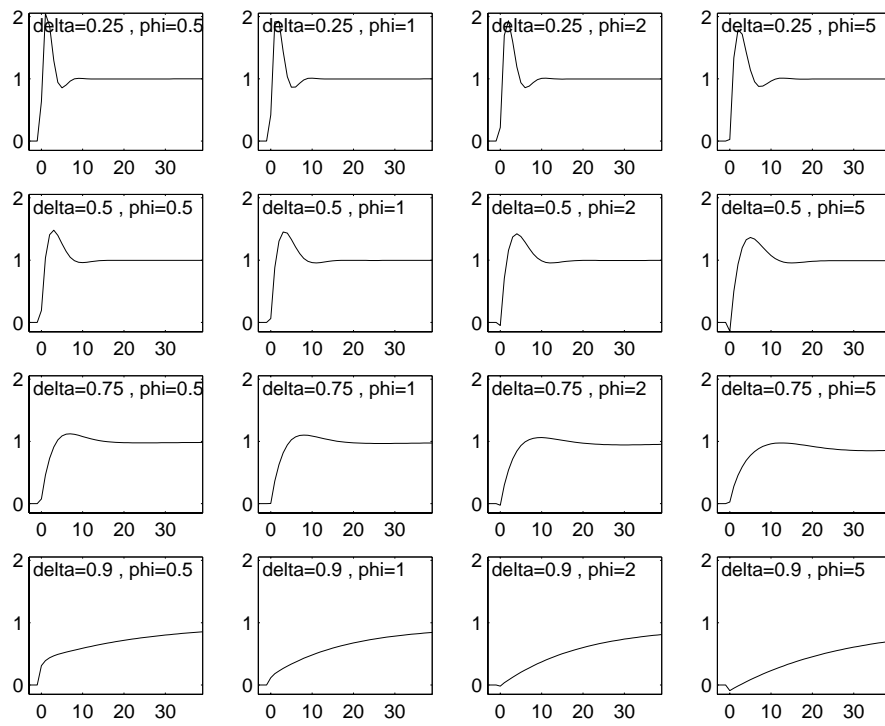 delta=0.25 , phi=0.5
2
1
0
0 10 20 30
delta=0.25 , phi=1
2
1
0
0 10 20 30
delta=0.25 , phi=2
2
1
0
0 10 20 30
delta=0.25 , phi=5
2
1
0
0 10 20 30
delta=0.5 , phi=0.5
2
1
0
0 10 20 30
delta=0.5 , phi=1
2
1
0
0 10 20 30
delta=0.5 , phi=2
2
1
0
0 10 20 30
delta=0.5 , phi=5
2
1
0
0 10 20 30
delta=0.75 , phi=0.5
2
1
0
0 10 20 30
delta=0.75 , phi=1
2
1
0
0 10 20 30
delta=0.75 , phi=2
2
1
0
0 10 20 30
delta=0.75 , phi=5
2
1
0
0 10 20 30
delta=0.9 , phi=0.5
2
1
0
0 10 20 30
delta=0.9 , phi=1
2
1
0
0 10 20 30
delta=0.9 , phi=2
2
1
0
0 10 20 30
delta=0.9 , phi=5
2
1
0
0 10 20 30